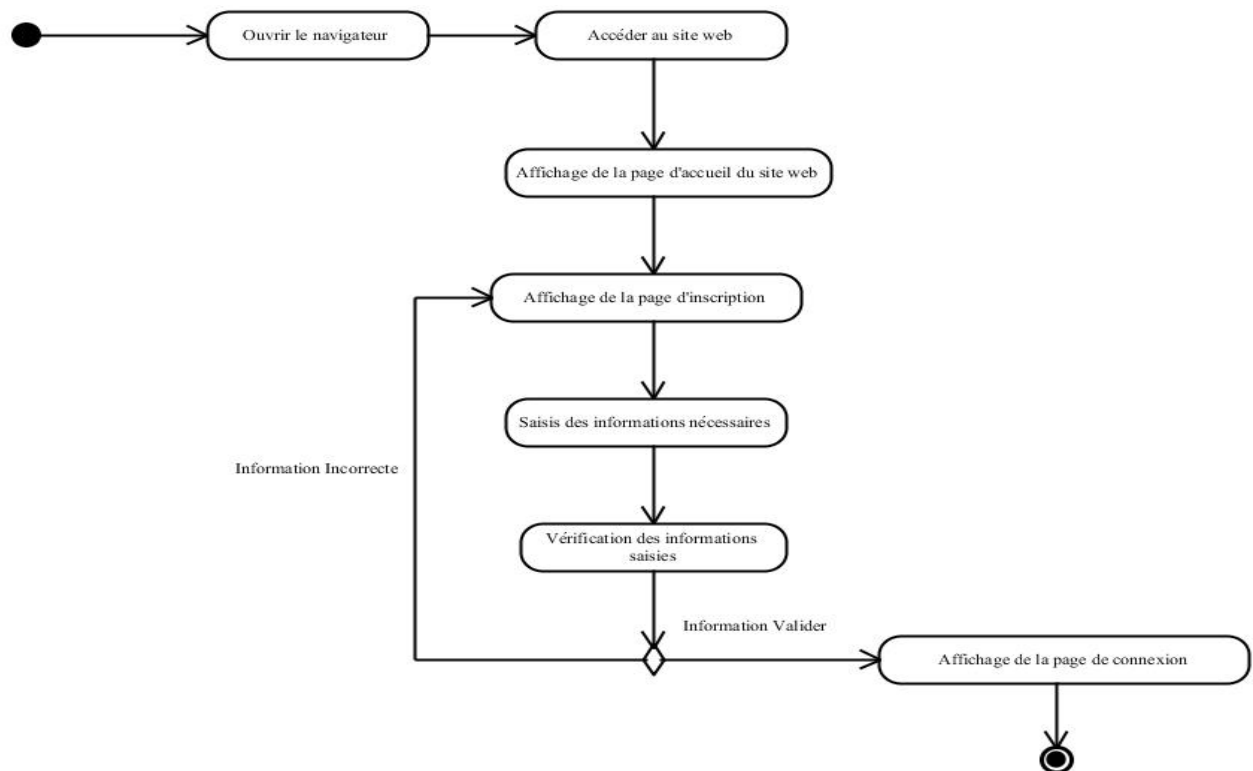 Ouvrir le navigateur
Accéder au site web
Affichage de la page d'accueil du site web
Affichage de la page d'inscription
Saisis des informations nécessaires
Information Incorrecte
Vérification des informations
saisies
Information Valider
Affichage de la page de connexion